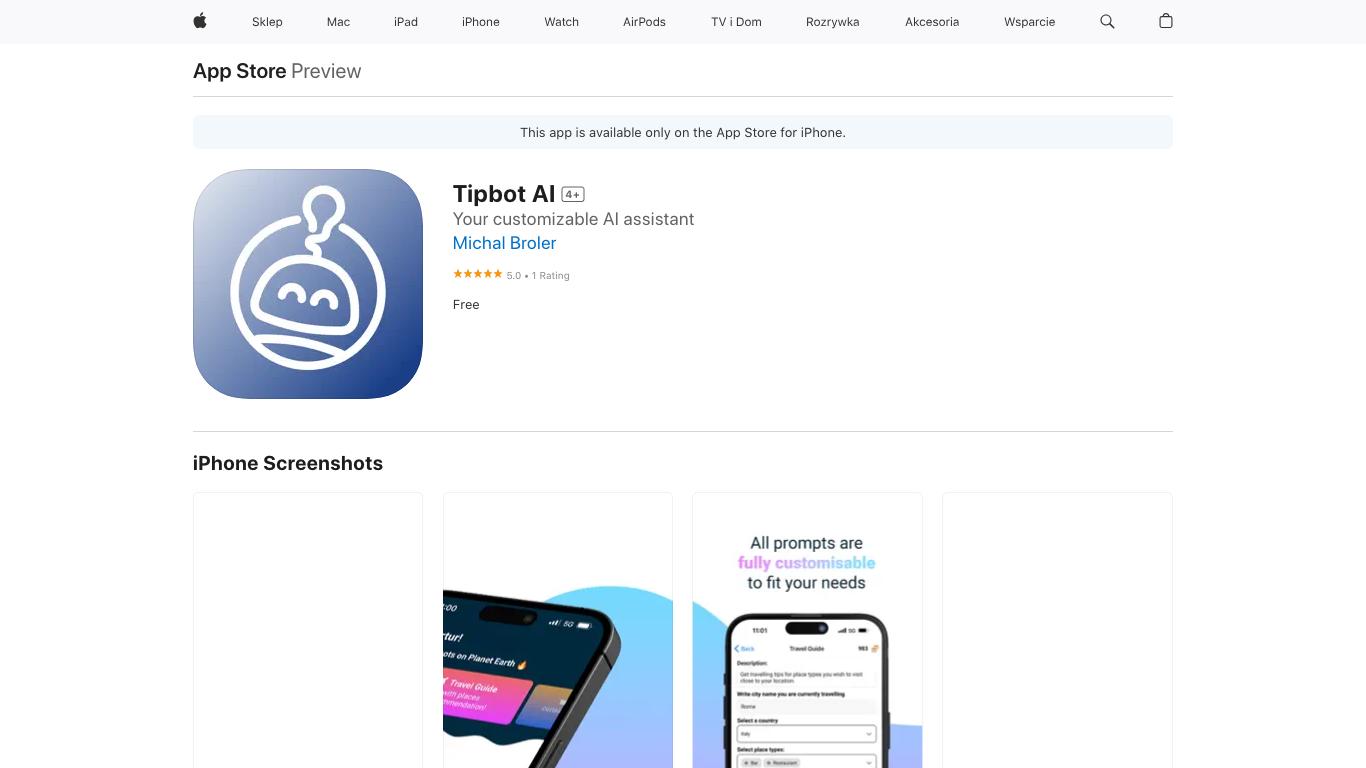 Sklep Mac iPad iPhone Watch AirPods TV i Dom Rozrywka Akcesoria Wsparcie
App Store Preview
This app is available only on the App Store for iPhone.
Tipbot AI 4+
Your customizable AI assistant
Michal Broler
5.0 • 1 Rating
Free
iPhone Screenshots
:00
5G
rtur!
ots on Planet Earth 🔥
Travel Guide
with places
mmendation!
All prompts are
fully customisable
to fit your needs
11:01 5G
Back Travel Guide 983
Description:
Get travelling tips for place types you wish to visit
close to your location.
Write city name you are currently travelling
Rome
Select a country
Italy
Select place types:
Bar Restaurant